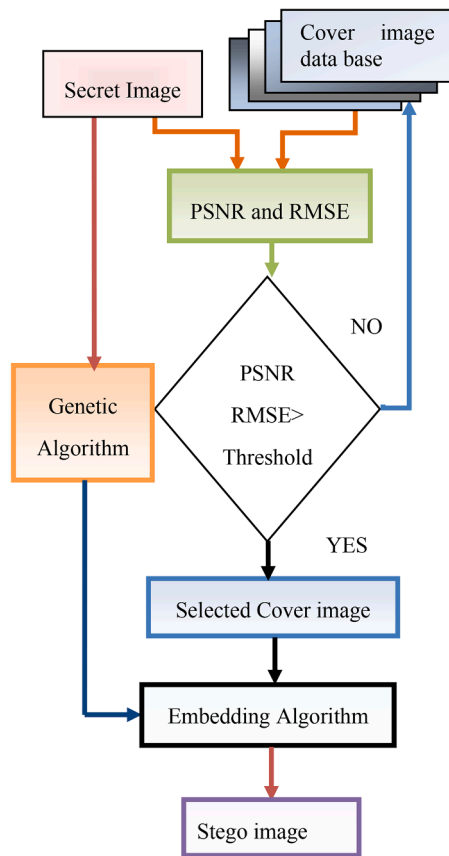 Cover image
data base
Secret Image
PSNR and RMSE
NO
PSNR
RMSE>
Threshold
Genetic
Algorithm
YES
Selected Cover image
Embedding Algorithm
Stego image